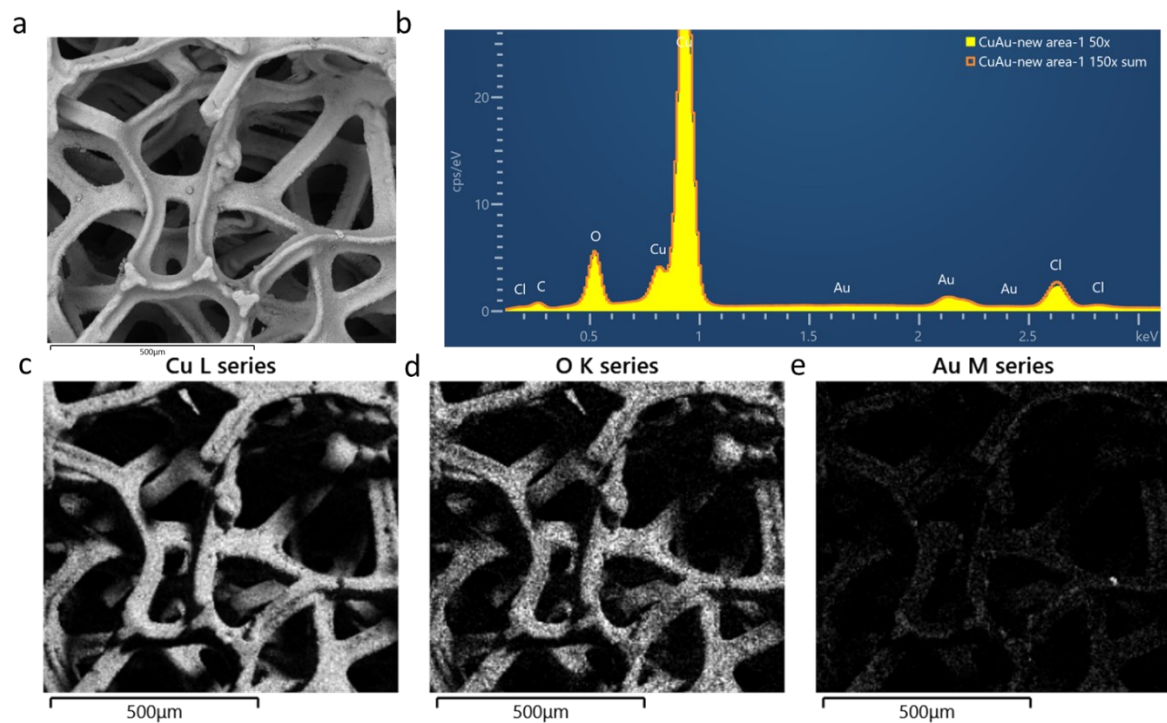 a
b
500µm
CuAu-new area-1 50x
CuAu-new area-1 150x sum
cps/eV
20
10
0
Cl
C
O
Cu
Cu
Au
Au
Au
Cl
Cl
0.5
1
1.5
2
2.5
keV
c
Cu L series
d
O K series
e
Au M series
500µm
500µm
500µm